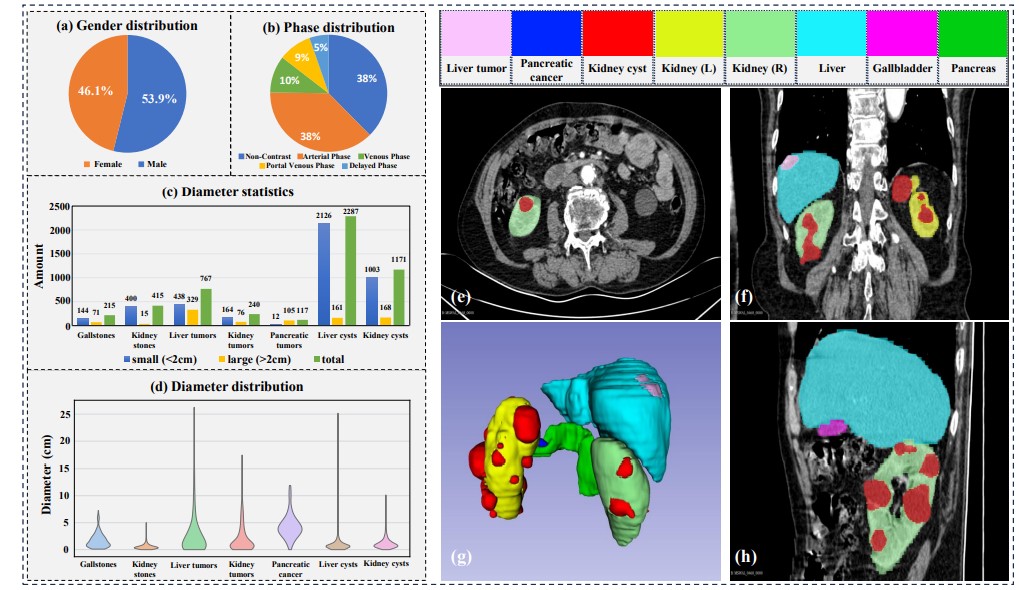 (a) Gender distribution
46.1%
53.9%
Female Male
(b) Phase distribution
5%
9%
10%
38%
38%
Non-Contrast Arterial Phase Venous Phase
Portal Venous Phase Delayed Phase
Liver tumor
Pancreatic
cancer
Kidney cyst
Kidney (L)
Kidney (R)
Liver
Gallbladder
Pancreas
(c) Diameter statistics
Amount
2500
2000
1500
1000
500
0
144 71 215
400 15 415
438 329 767
164 76 240
12 105 117
2126 161 2287
1003 168 1171
Gallstones
Kidney
stones
Liver tumors
Kidney
tumors
Pancreatic
tumors
Liver cysts
Kidney cysts
small (<2cm) large (>2cm) total
(d) Diameter distribution
Diameter (cm)
25
20
15
10
5
0
Gallstones
Kidney
stones
Liver tumors
Kidney
tumors
Pancreatic
cancer
Liver cysts
Kidney cysts
(e)
(f)
(g)
(h)